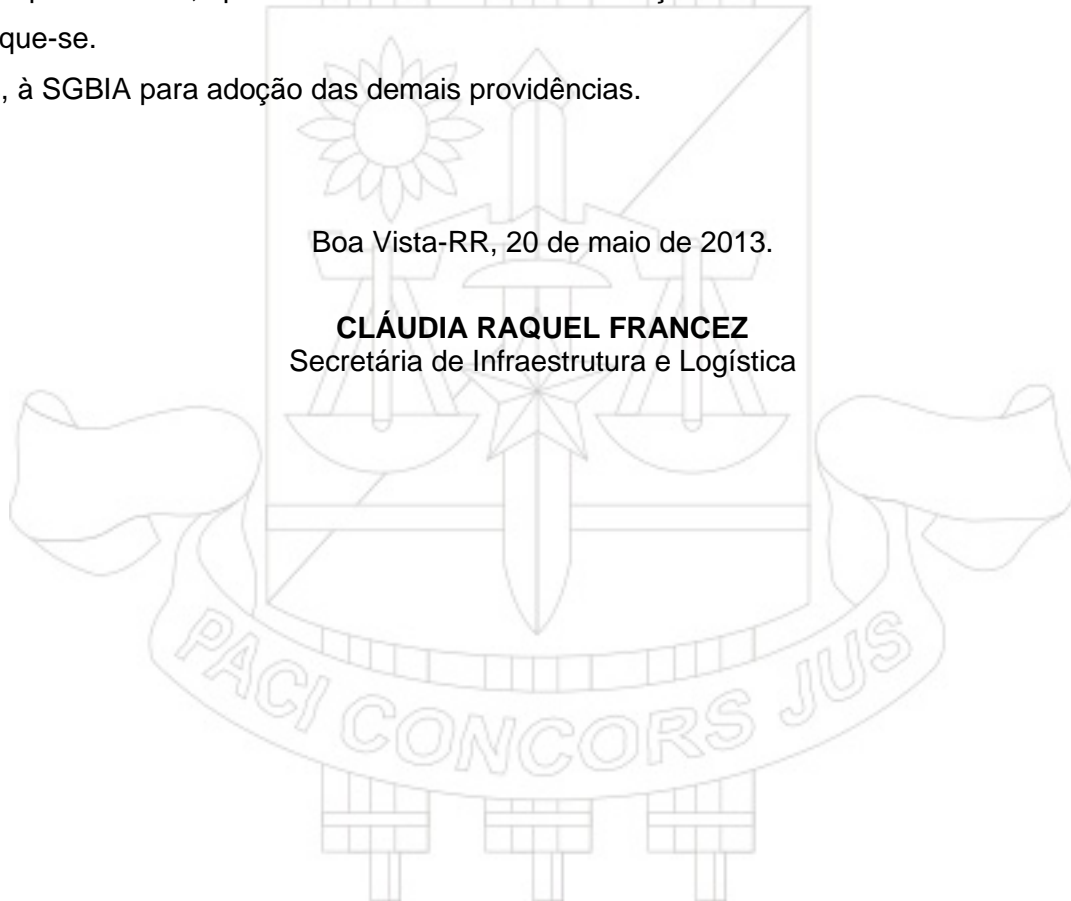 que-se.
, à SGBIA para adoção das demais providências.
Boa Vista-RR, 20 de maio de 2013.
CLÁUDIA RAQUEL FRANCEZ
Secretária de Infraestrutura e Logística
PACI CONCORS JUS